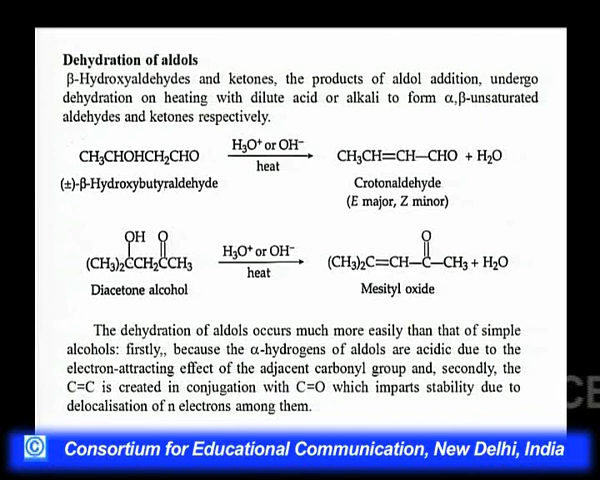 Dehydration of aldols
β-Hydroxyaldehydes and ketones, the products of aldol addition, undergo
dehydration on heating with dilute acid or alkali to form α,β-unsaturated
aldehydes and ketones respectively.
CH₃CHOHCH₂CHO H₃O⁺ or OH⁻ heat CH₃CH=CH—CHO + H₂O
(±)-β-Hydroxybutyraldehyde Crotonaldehyde
(E major, Z minor)
OH O O
(CH₃)₂CCH₂CCH₃ H₃O⁺ or OH⁻ heat (CH₃)₂C=CH—C—CH₃ + H₂O
Diacetone alcohol Mesityl oxide
The dehydration of aldols occurs much more easily than that of simple
alcohols: firstly,, because the α-hydrogens of aldols are acidic due to the
electron-attracting effect of the adjacent carbonyl group and, secondly, the
C=C is created in conjugation with C=O which imparts stability due to
delocalisation of n electrons among them.
CE
© Consortium for Educational Communication, New Delhi, India